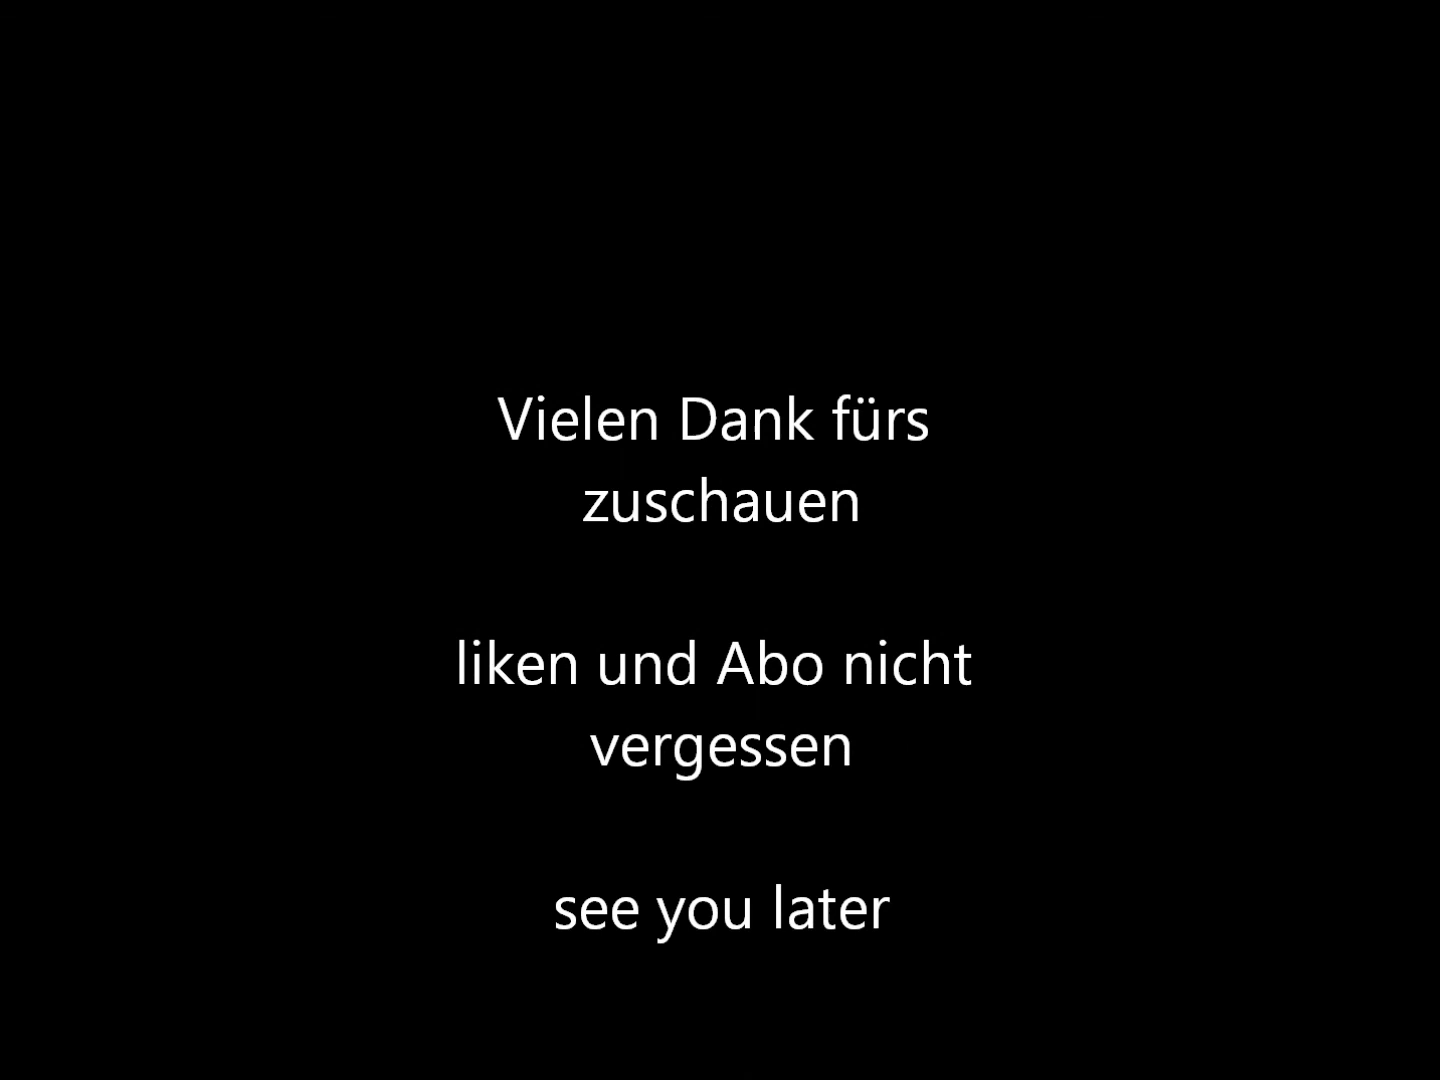 Vielen Dank fürs
zuschauen
liken und Abo nicht
vergessen
see you later